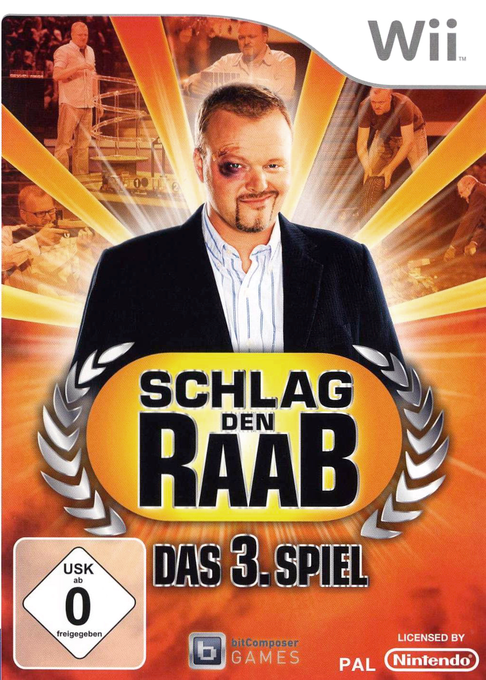 Wii
SCHLAG
DEN
RAAB
DAS 3. SPIEL
USK
ab
0
freigegeben
b
bitComposer
GAMES
LICENSED BY
PAL
Nintendo